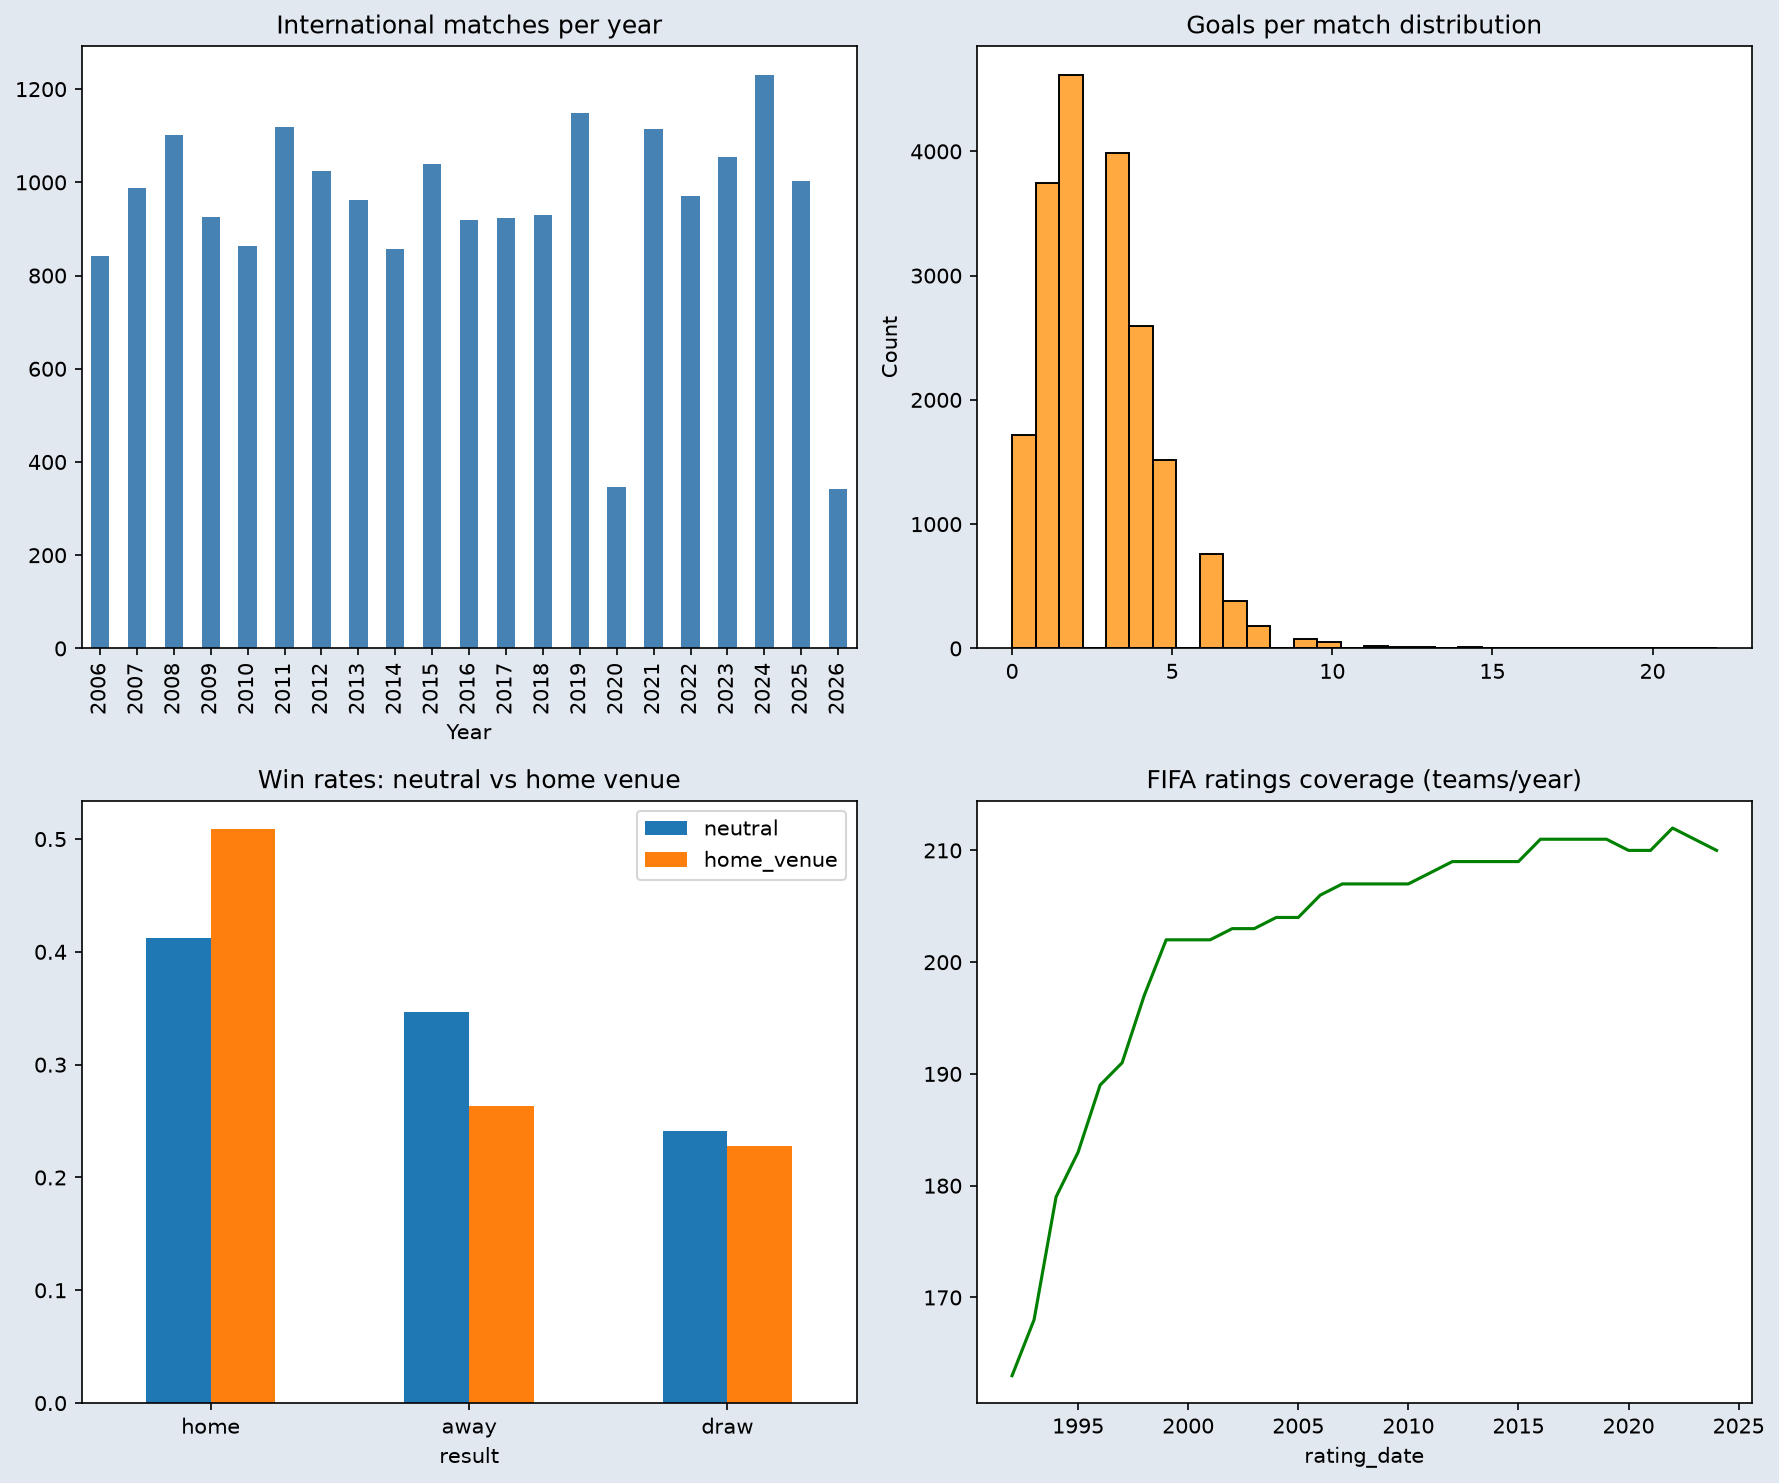 International matches per year
1200
1000
800
600
400
200
0
2006 2007 2008 2009 2010 2011 2012 2013 2014 2015 2016 2017 2018 2019 2020 2021 2022 2023 2024 2025 2026
Year
Goals per match distribution
Count
4000
3000
2000
1000
0
0 5 10 15 20
Win rates: neutral vs home venue
neutral
home_venue
0.5
0.4
0.3
0.2
0.1
0.0
home away draw
result
FIFA ratings coverage (teams/year)
210
200
190
180
170
1995 2000 2005 2010 2015 2020 2025
rating_date